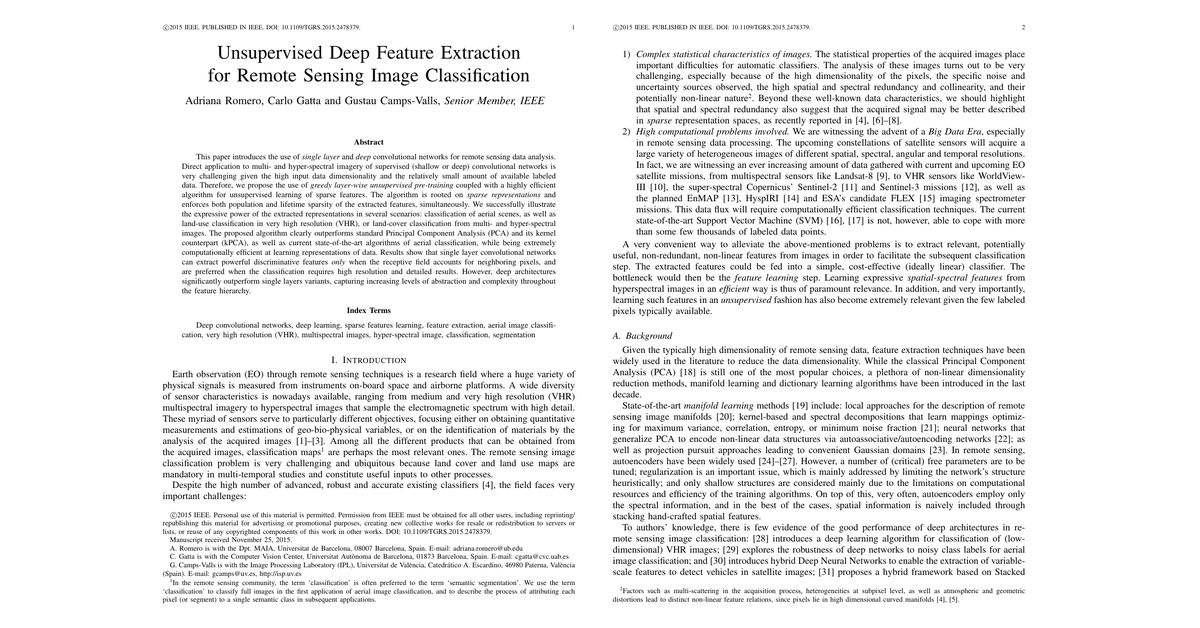 ©2015 IEEE. PUBLISHED IN IEEE. DOI: 10.1109/TGRS.2015.2478379.
1
Unsupervised Deep Feature Extraction
for Remote Sensing Image Classification
Adriana Romero, Carlo Gatta and Gustau Camps-Valls, Senior Member, IEEE
Abstract
This paper introduces the use of single layer and deep convolutional networks for remote sensing data analysis.
Direct application to multi- and hyper-spectral imagery of supervised (shallow or deep) convolutional networks is
very challenging given the high input data dimensionality and the relatively small amount of available labeled
data. Therefore, we propose the use of greedy layer-wise unsupervised pre-training coupled with a highly efficient
algorithm for unsupervised learning of sparse features. The algorithm is rooted on sparse representations and
enforces both population and lifetime sparsity of the extracted features, simultaneously. We successfully illustrate
the expressive power of the extracted representations in several scenarios: classification of aerial scenes, as well as
land-use classification in very high resolution (VHR), or land-cover classification from multi- and hyper-spectral
images. The proposed algorithm clearly outperforms standard Principal Component Analysis (PCA) and its kernel
counterpart (kPCA), as well as current state-of-the-art algorithms of aerial classification, while being extremely
computationally efficient at learning representations of data. Results show that single layer convolutional networks
can extract powerful discriminative features only when the receptive field accounts for neighboring pixels, and
are preferred when the classification requires high resolution and detailed results. However, deep architectures
significantly outperform single layers variants, capturing increasing levels of abstraction and complexity throughout
the feature hierarchy.
Index Terms
Deep convolutional networks, deep learning, sparse features learning, feature extraction, aerial image classifi-
cation, very high resolution (VHR), multispectral images, hyper-spectral image, classification, segmentation
I. INTRODUCTION
Earth observation (EO) through remote sensing techniques is a research field where a huge variety of
physical signals is measured from instruments on-board space and airborne platforms. A wide diversity
of sensor characteristics is nowadays available, ranging from medium and very high resolution (VHR)
multispectral imagery to hyperspectral images that sample the electromagnetic spectrum with high detail.
These myriad of sensors serve to particularly different objectives, focusing either on obtaining quantitative
measurements and estimations of geo-bio-physical variables, or on the identification of materials by the
analysis of the acquired images [1]–[3]. Among all the different products that can be obtained from
the acquired images, classification maps1 are perhaps the most relevant ones. The remote sensing image
classification problem is very challenging and ubiquitous because land cover and land use maps are
mandatory in multi-temporal studies and constitute useful inputs to other processes.
Despite the high number of advanced, robust and accurate existing classifiers [4], the field faces very
important challenges:
©2015 IEEE. Personal use of this material is permitted. Permission from IEEE must be obtained for all other uses, including reprinting/
republishing this material for advertising or promotional purposes, creating new collective works for resale or redistribution to servers or
lists, or reuse of any copyrighted components of this work in other works. DOI: 10.1109/TGRS.2015.2478379.
Manuscript received November 25, 2015.
A. Romero is with the Dpt. MAIA, Universitat de Barcelona, 08007 Barcelona, Spain. E-mail: adriana.romero@ub.edu
C. Gatta is with the Computer Vision Center, Universitat Autònoma de Barcelona, 01873 Barcelona, Spain. E-mail: cgatta@cvc.uab.es
G. Camps-Valls is with the Image Processing Laboratory (IPL), Universitat de València, Catedrático A. Escardino, 46980 Paterna, València
(Spain). E-mail: gcamps@uv.es, http://isp.uv.es
1In the remote sensing community, the term 'classification' is often preferred to the term 'semantic segmentation'. We use the term
'classification' to classify full images in the first application of aerial image classification, and to describe the process of attributing each
pixel (or segment) to a single semantic class in subsequent applications.
©2015 IEEE. PUBLISHED IN IEEE. DOI: 10.1109/TGRS.2015.2478379.
2
1) Complex statistical characteristics of images. The statistical properties of the acquired images place
important difficulties for automatic classifiers. The analysis of these images turns out to be very
challenging, especially because of the high dimensionality of the pixels, the specific noise and
uncertainty sources observed, the high spatial and spectral redundancy and collinearity, and their
potentially non-linear nature2. Beyond these well-known data characteristics, we should highlight
that spatial and spectral redundancy also suggest that the acquired signal may be better described
in sparse representation spaces, as recently reported in [4], [6]–[8].
2) High computational problems involved. We are witnessing the advent of a Big Data Era, especially
in remote sensing data processing. The upcoming constellations of satellite sensors will acquire a
large variety of heterogeneous images of different spatial, spectral, angular and temporal resolutions.
In fact, we are witnessing an ever increasing amount of data gathered with current and upcoming EO
satellite missions, from multispectral sensors like Landsat-8 [9], to VHR sensors like WorldView-
III [10], the super-spectral Copernicus' Sentinel-2 [11] and Sentinel-3 missions [12], as well as
the planned EnMAP [13], HyspIRI [14] and ESA's candidate FLEX [15] imaging spectrometer
missions. This data flux will require computationally efficient classification techniques. The current
state-of-the-art Support Vector Machine (SVM) [16], [17] is not, however, able to cope with more
than some few thousands of labeled data points.
A very convenient way to alleviate the above-mentioned problems is to extract relevant, potentially
useful, non-redundant, non-linear features from images in order to facilitate the subsequent classification
step. The extracted features could be fed into a simple, cost-effective (ideally linear) classifier. The
bottleneck would then be the feature learning step. Learning expressive spatial-spectral features from
hyperspectral images in an efficient way is thus of paramount relevance. In addition, and very importantly,
learning such features in an unsupervised fashion has also become extremely relevant given the few labeled
pixels typically available.
A. Background
Given the typically high dimensionality of remote sensing data, feature extraction techniques have been
widely used in the literature to reduce the data dimensionality. While the classical Principal Component
Analysis (PCA) [18] is still one of the most popular choices, a plethora of non-linear dimensionality
reduction methods, manifold learning and dictionary learning algorithms have been introduced in the last
decade.
State-of-the-art manifold learning methods [19] include: local approaches for the description of remote
sensing image manifolds [20]; kernel-based and spectral decompositions that learn mappings optimiz-
ing for maximum variance, correlation, entropy, or minimum noise fraction [21]; neural networks that
generalize PCA to encode non-linear data structures via autoassociative/autoencoding networks [22]; as
well as projection pursuit approaches leading to convenient Gaussian domains [23]. In remote sensing,
autoencoders have been widely used [24]–[27]. However, a number of (critical) free parameters are to be
tuned; regularization is an important issue, which is mainly addressed by limiting the network's structure
heuristically; and only shallow structures are considered mainly due to the limitations on computational
resources and efficiency of the training algorithms. On top of this, very often, autoencoders employ only
the spectral information, and in the best of the cases, spatial information is naively included through
stacking hand-crafted spatial features.
To authors' knowledge, there is few evidence of the good performance of deep architectures in re-
mote sensing image classification: [28] introduces a deep learning algorithm for classification of (low-
dimensional) VHR images; [29] explores the robustness of deep networks to noisy class labels for aerial
image classification; and [30] introduces hybrid Deep Neural Networks to enable the extraction of variable-
scale features to detect vehicles in satellite images; [31] proposes a hybrid framework based on Stacked
2Factors such as multi-scattering in the acquisition process, heterogeneities at subpixel level, as well as atmospheric and geometric
distortions lead to distinct non-linear feature relations, since pixels lie in high dimensional curved manifolds [4], [5].